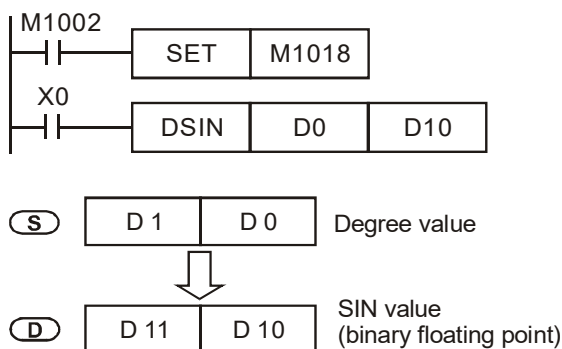 M1002
SET M1018
X0
DSIN D0 D10
S D 1 D 0 Degree value
D D 11 D 10 SIN value
(binary floating point)